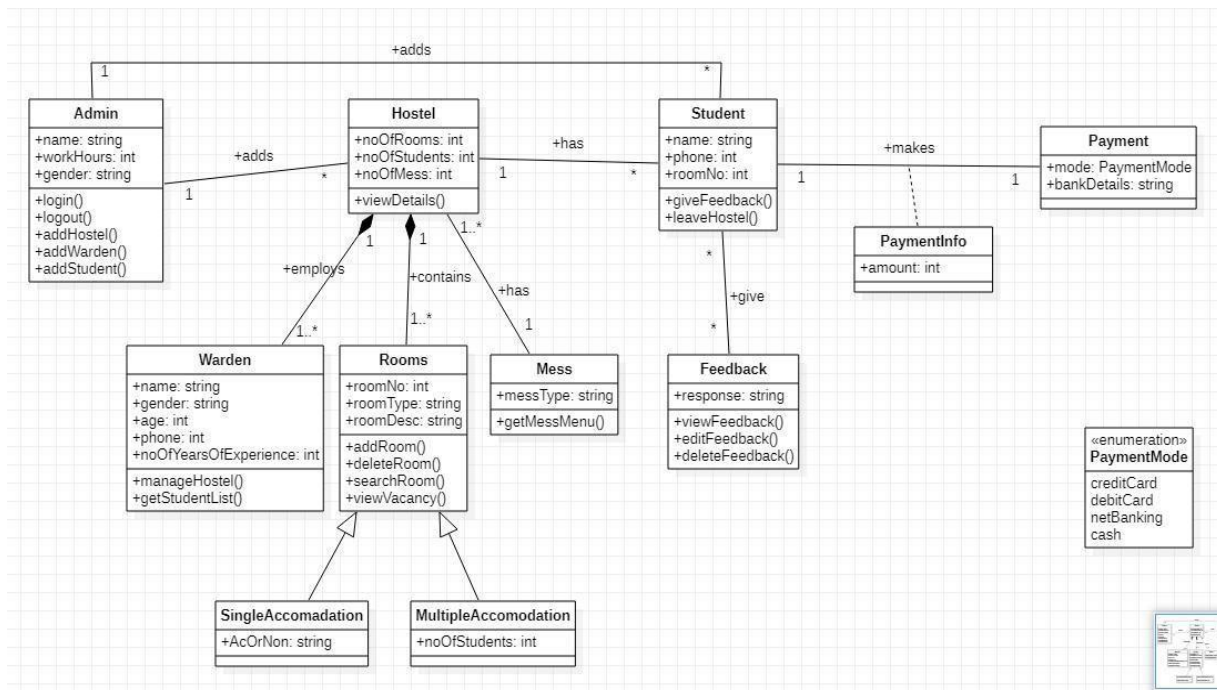 +adds
1
*
Admin
+name: string
+workHours: int
+gender: string
+login()
+logout()
+addHostel()
+addWarden()
+addStudent()
+adds
1
*
Hostel
+noOfRooms: int
+noOfStudents: int
+noOfMess: int
+viewDetails()
+has
1
*
Student
+name: string
+phone: int
+roomNo: int
+giveFeedback()
+leaveHostel()
+makes
1
1
Payment
+mode: PaymentMode
+bankDetails: string
PaymentInfo
+amount: int
1
+employs
1..*
1
+contains
1..*
1..*
+has
1
*
+give
*
Warden
+name: string
+gender: string
+age: int
+phone: int
+noOfYearsOfExperience: int
+manageHostel()
+getStudentList()
Rooms
+roomNo: int
+roomType: string
+roomDesc: string
+addRoom()
+deleteRoom()
+searchRoom()
+viewVacancy()
Mess
+messType: string
+getMessMenu()
Feedback
+response: string
+viewFeedback()
+editFeedback()
+deleteFeedback()
«enumeration»
PaymentMode
creditCard
debitCard
netBanking
cash
SingleAccomadation
+AcOrNon: string
MultipleAccomodation
+noOfStudents: int